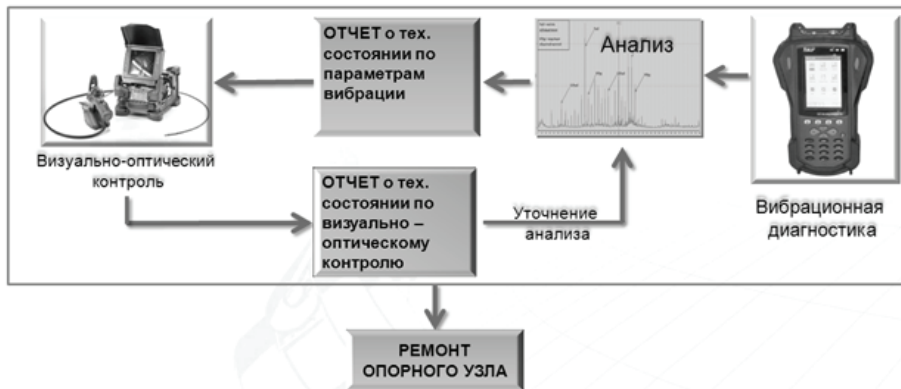 ОТЧЕТ о тех.
состоянии по
параметрам
вибрации
Анализ
Визуально-оптический
контроль
ОТЧЕТ о тех.
состоянии по
визуально –
оптическому
контролю
Уточнение
анализа
Вибрационная
диагностика
РЕМОНТ
ОПОРНОГО УЗЛА